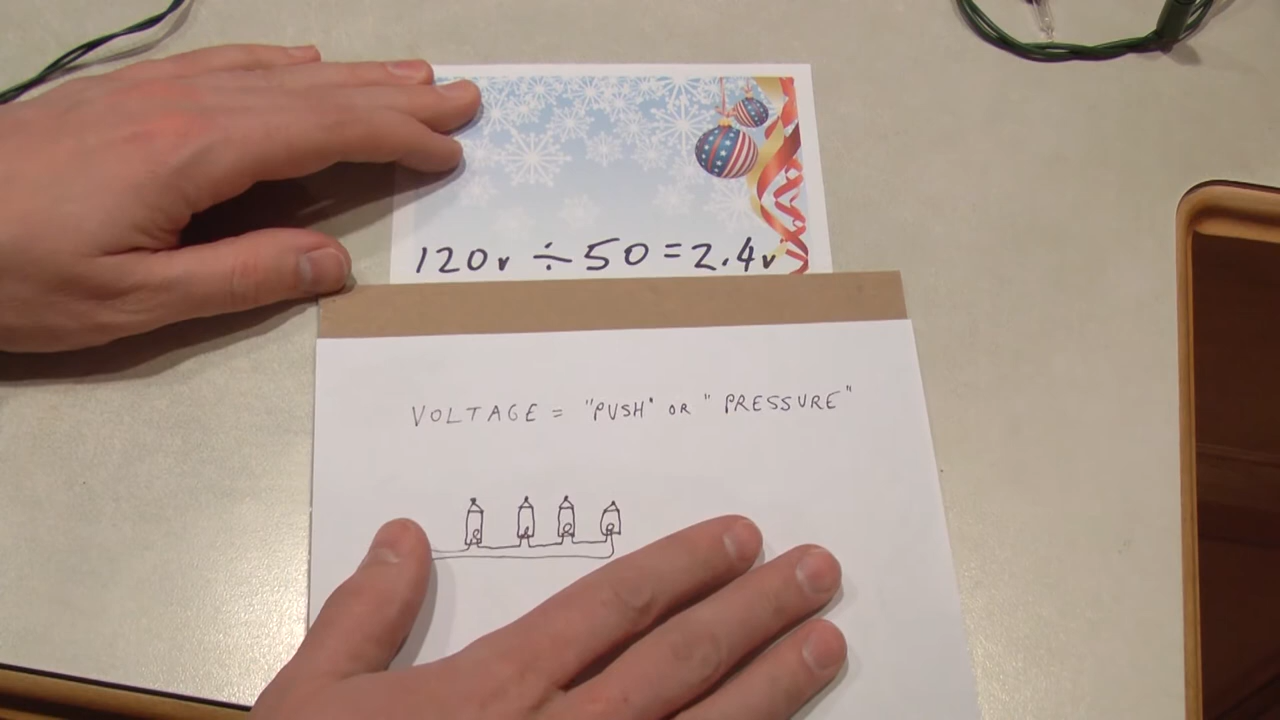 120v ÷ 50 = 2.4v
VOLTAGE = "PUSH" OR "PRESSURE"